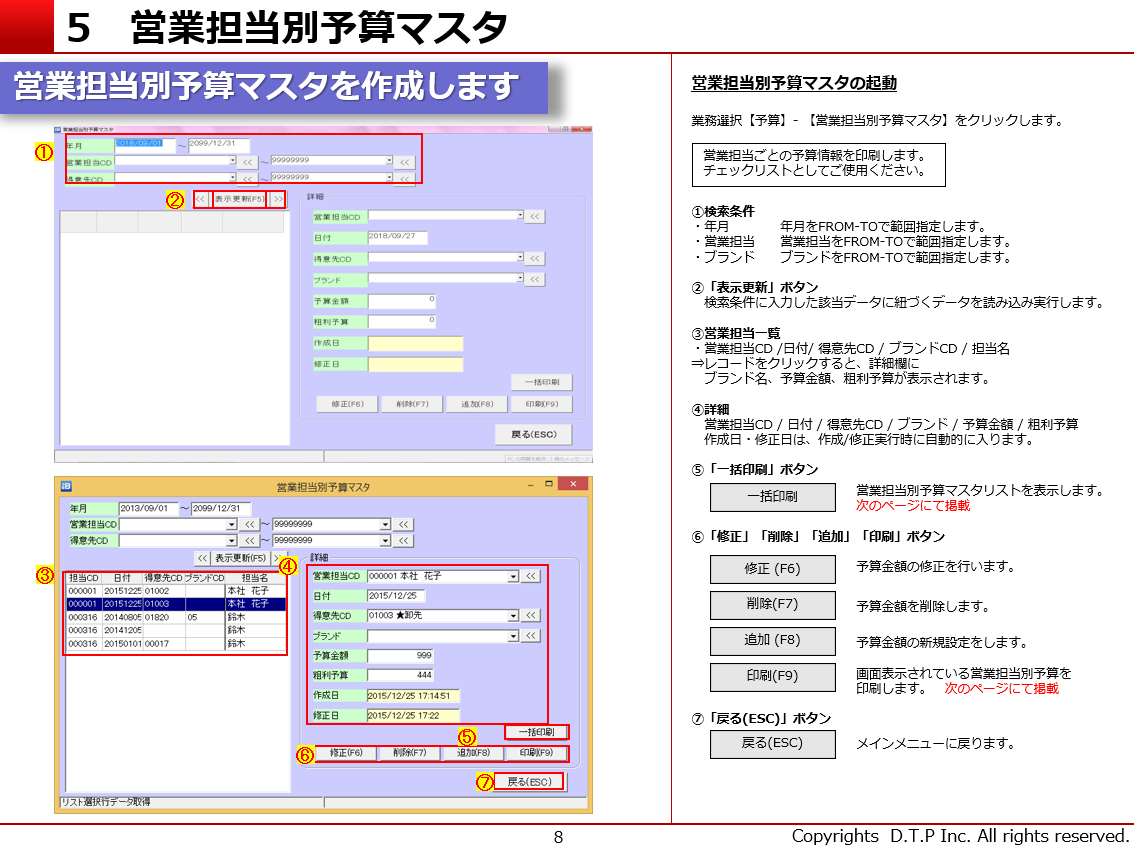 5 営業担当別予算マスタ
営業担当別予算マスタを作成します
営業担当別予算マスタ
①
年月 2018/09/01 ～ 2099/12/31
営業担当CD << ～ 99999999 <<
得意先CD << ～ 99999999 <<
② << 表示更新(F5) >>
詳細
営業担当CD <<
日付 2018/09/27
得意先CD <<
ブランド <<
予算金額 0
粗利予算 0
作成日
修正日
一括印刷
修正(F6) 削除(F7) 追加(F8) 印刷(F9)
戻る(ESC)
営業担当別予算マスタ
年月 2013/09/01 ～ 2099/12/31
営業担当CD << ～ 99999999 <<
得意先CD << ～ 99999999 <<
<< 表示更新(F5) >>
③
担当CD 日付 得意先CD ブランドCD 担当名
000001 20151225 01002 本社 花子
000001 20151225 01003 本社 花子
000316 20140805 01820 05 鈴木
000316 20141205 鈴木
000316 20150101 00017 鈴木
④ 詳細
営業担当CD 000001 本社 花子 <<
日付 2015/12/25
得意先CD 01003 ★卸先 <<
ブランド <<
予算金額 999
粗利予算 444
作成日 2015/12/25 17:14:51
修正日 2015/12/25 17:22
⑤ 一括印刷
⑥ 修正(F6) 削除(F7) 追加(F8) 印刷(F9)
⑦ 戻る(ESC)
リスト選択行データ取得
営業担当別予算マスタの起動
業務選択【予算】- 【営業担当別予算マスタ】をクリックします。
営業担当ごとの予算情報を印刷します。
チェックリストとしてご使用ください。
①検索条件
・年月 年月をFROM-TOで範囲指定します。
・営業担当 営業担当をFROM-TOで範囲指定します。
・ブランド ブランドをFROM-TOで範囲指定します。
②「表示更新」ボタン
検索条件に入力した該当データに紐づくデータを読み込み実行します。
③営業担当一覧
・営業担当CD /日付/ 得意先CD / ブランドCD / 担当名
⇒レコードをクリックすると、詳細欄に
ブランド名、予算金額、粗利予算が表示されます。
④詳細
営業担当CD / 日付 / 得意先CD / ブランド / 予算金額 / 粗利予算
作成日・修正日は、作成/修正実行時に自動的に入ります。
⑤「一括印刷」ボタン
一括印刷 営業担当別予算マスタリストを表示します。
次のページにて掲載
⑥「修正」「削除」「追加」「印刷」ボタン
修正 (F6) 予算金額の修正を行います。
削除(F7) 予算金額を削除します。
追加 (F8) 予算金額の新規設定をします。
印刷(F9) 画面表示されている営業担当別予算を
印刷します。 次のページにて掲載
⑦「戻る(ESC)」ボタン
戻る(ESC) メインメニューに戻ります。
8
Copyrights D.T.P Inc. All rights reserved.